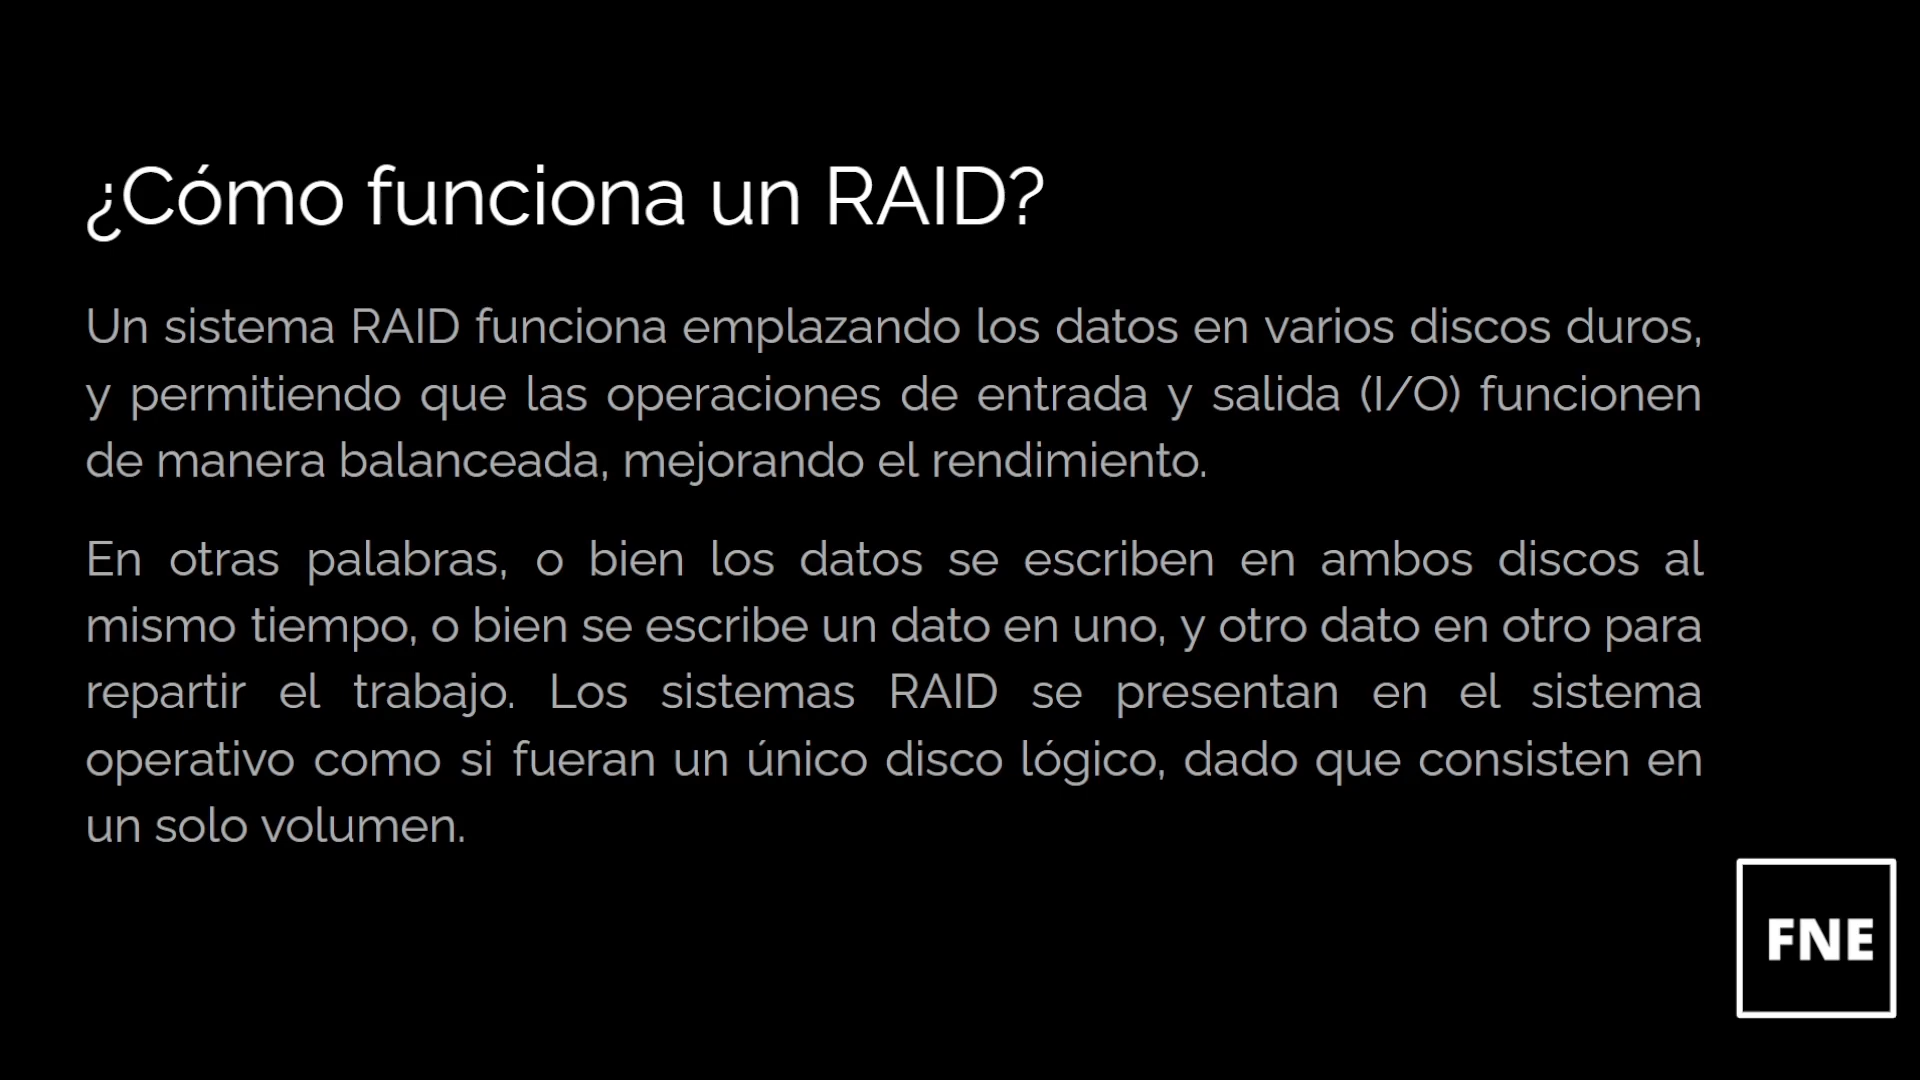 ¿Cómo funciona un RAID?
Un sistema RAID funciona emplazando los datos en varios discos duros,
y permitiendo que las operaciones de entrada y salida (I/O) funcionen
de manera balanceada, mejorando el rendimiento.
En otras palabras, o bien los datos se escriben en ambos discos al
mismo tiempo, o bien se escribe un dato en uno, y otro dato en otro para
repartir el trabajo. Los sistemas RAID se presentan en el sistema
operativo como si fueran un único disco lógico, dado que consisten en
un solo volumen.
FNE